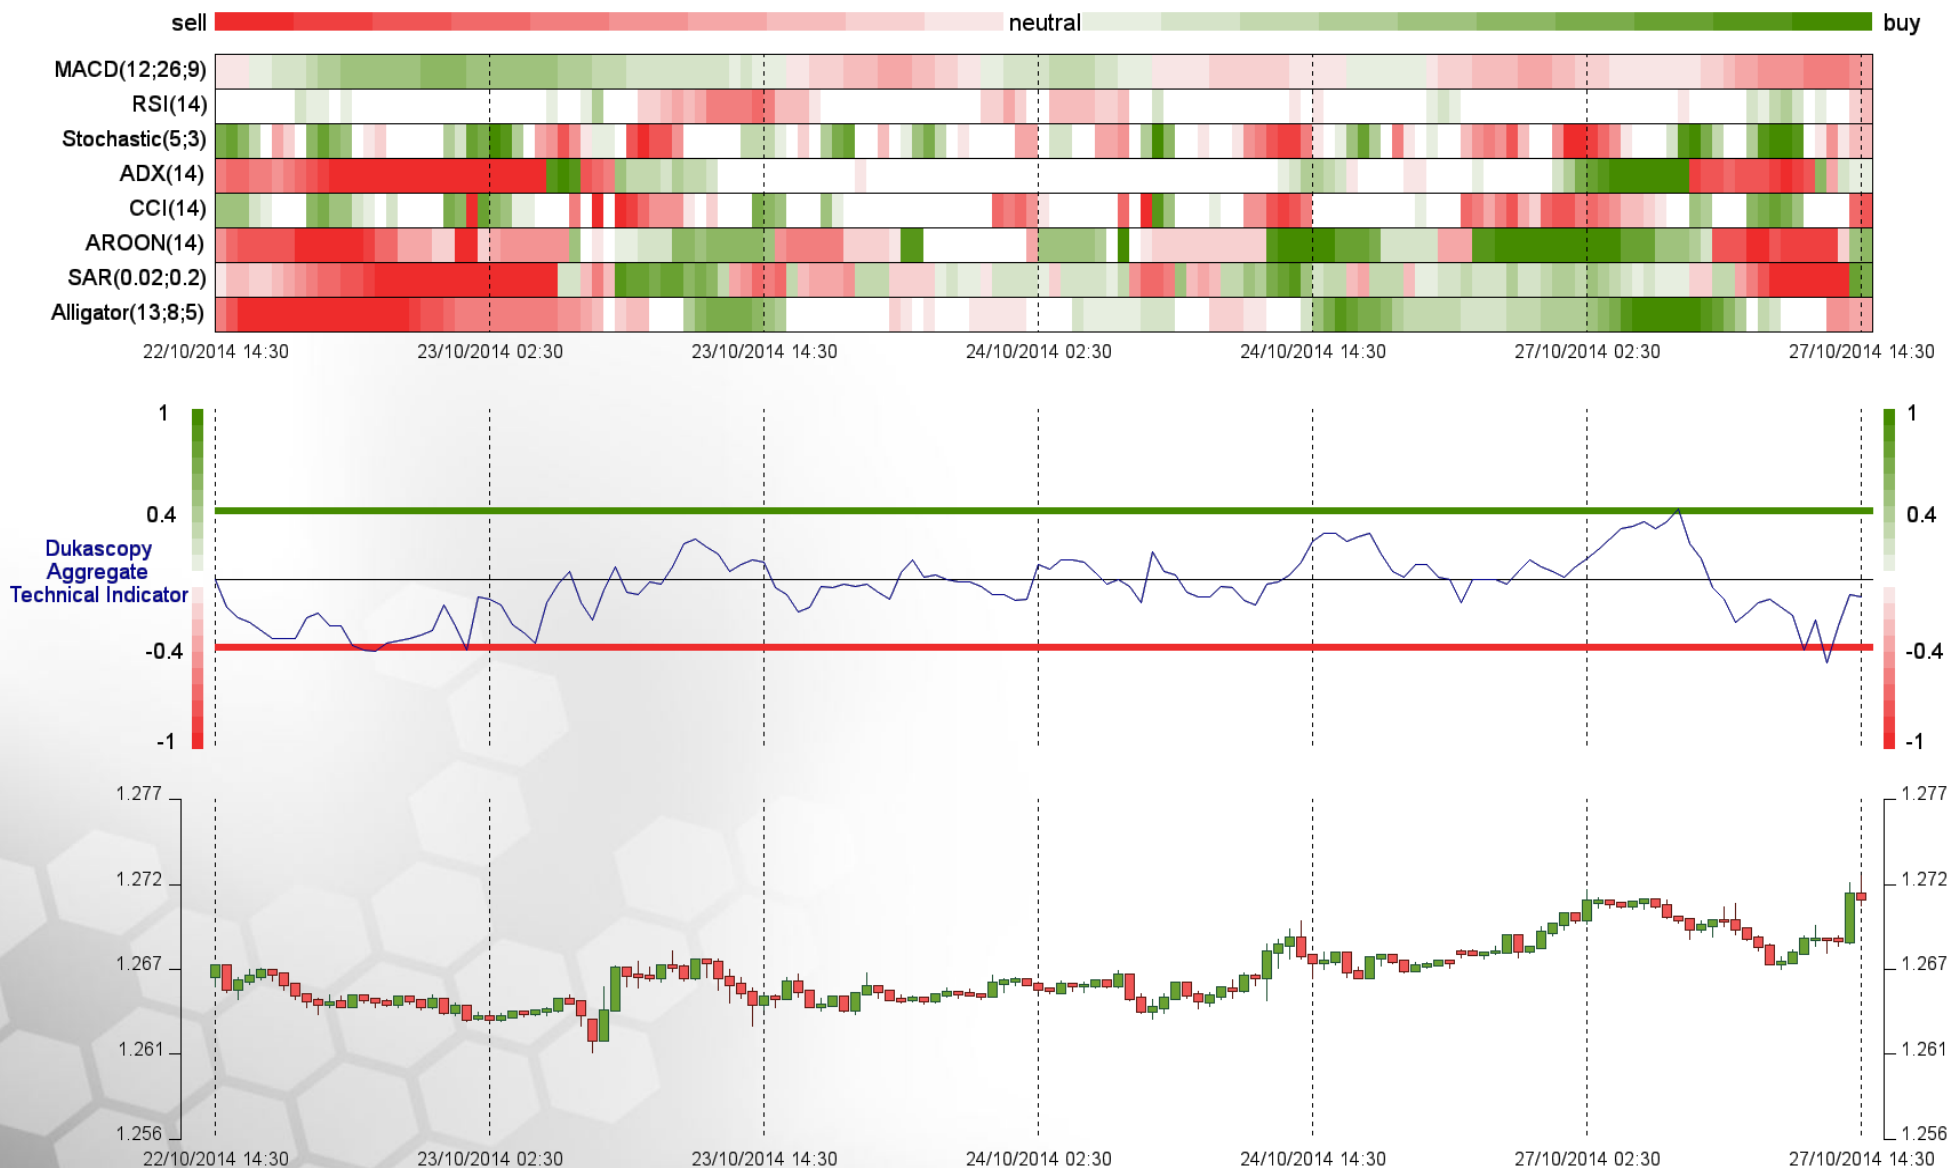 sell neutral buy
MACD(12;26;9)
RSI(14)
Stochastic(5;3)
ADX(14)
CCI(14)
AROON(14)
SAR(0.02;0.2)
Alligator(13;8;5)
22/10/2014 14:30 23/10/2014 02:30 23/10/2014 14:30 24/10/2014 02:30 24/10/2014 14:30 27/10/2014 02:30 27/10/2014 14:30
1 1
0.4 0.4
Dukascopy
Aggregate
Technical Indicator
-0.4 -0.4
-1 -1
1.277 1.277
1.272 1.272
1.267 1.267
1.261 1.261
1.256 1.256
22/10/2014 14:30 23/10/2014 02:30 23/10/2014 14:30 24/10/2014 02:30 24/10/2014 14:30 27/10/2014 02:30 27/10/2014 14:30